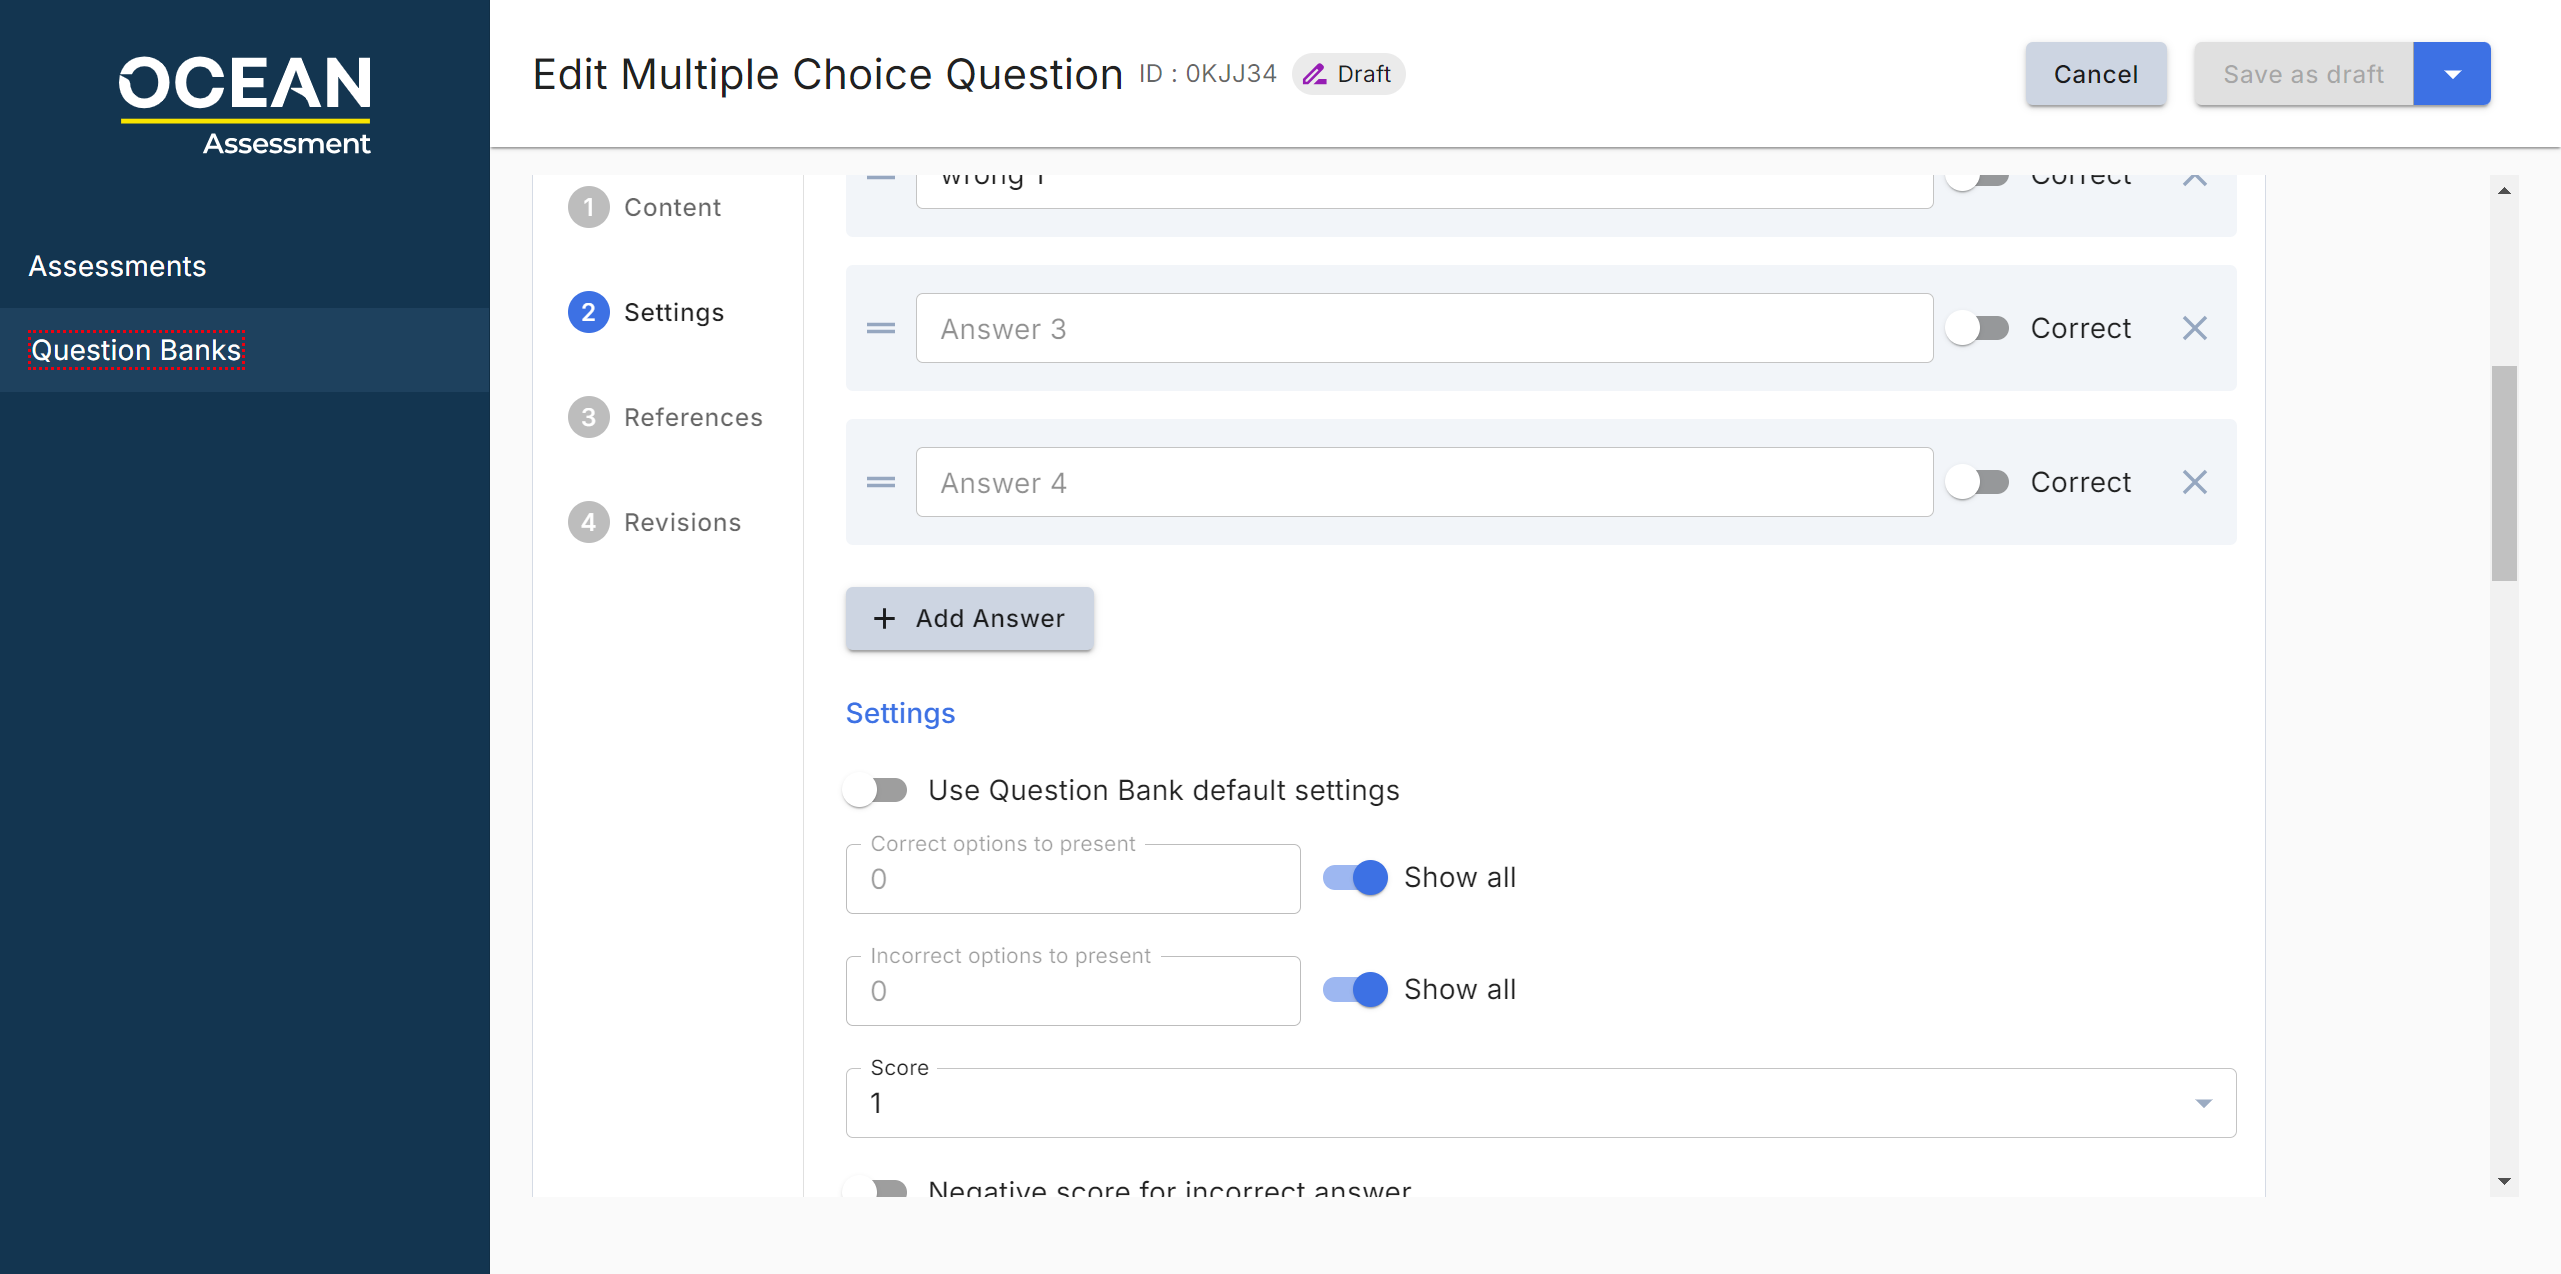 OCEAN
Assessment
Assessments
Question Banks
Edit Multiple Choice Question ID : 0KJJ34 Draft
Cancel
Save as draft
1 Content
2 Settings
3 References
4 Revisions
wrong 1 Correct
Answer 3 Correct
Answer 4 Correct
Add Answer
Settings
Use Question Bank default settings
Correct options to present
0
Show all
Incorrect options to present
0
Show all
Score
1
Negative score for incorrect answer